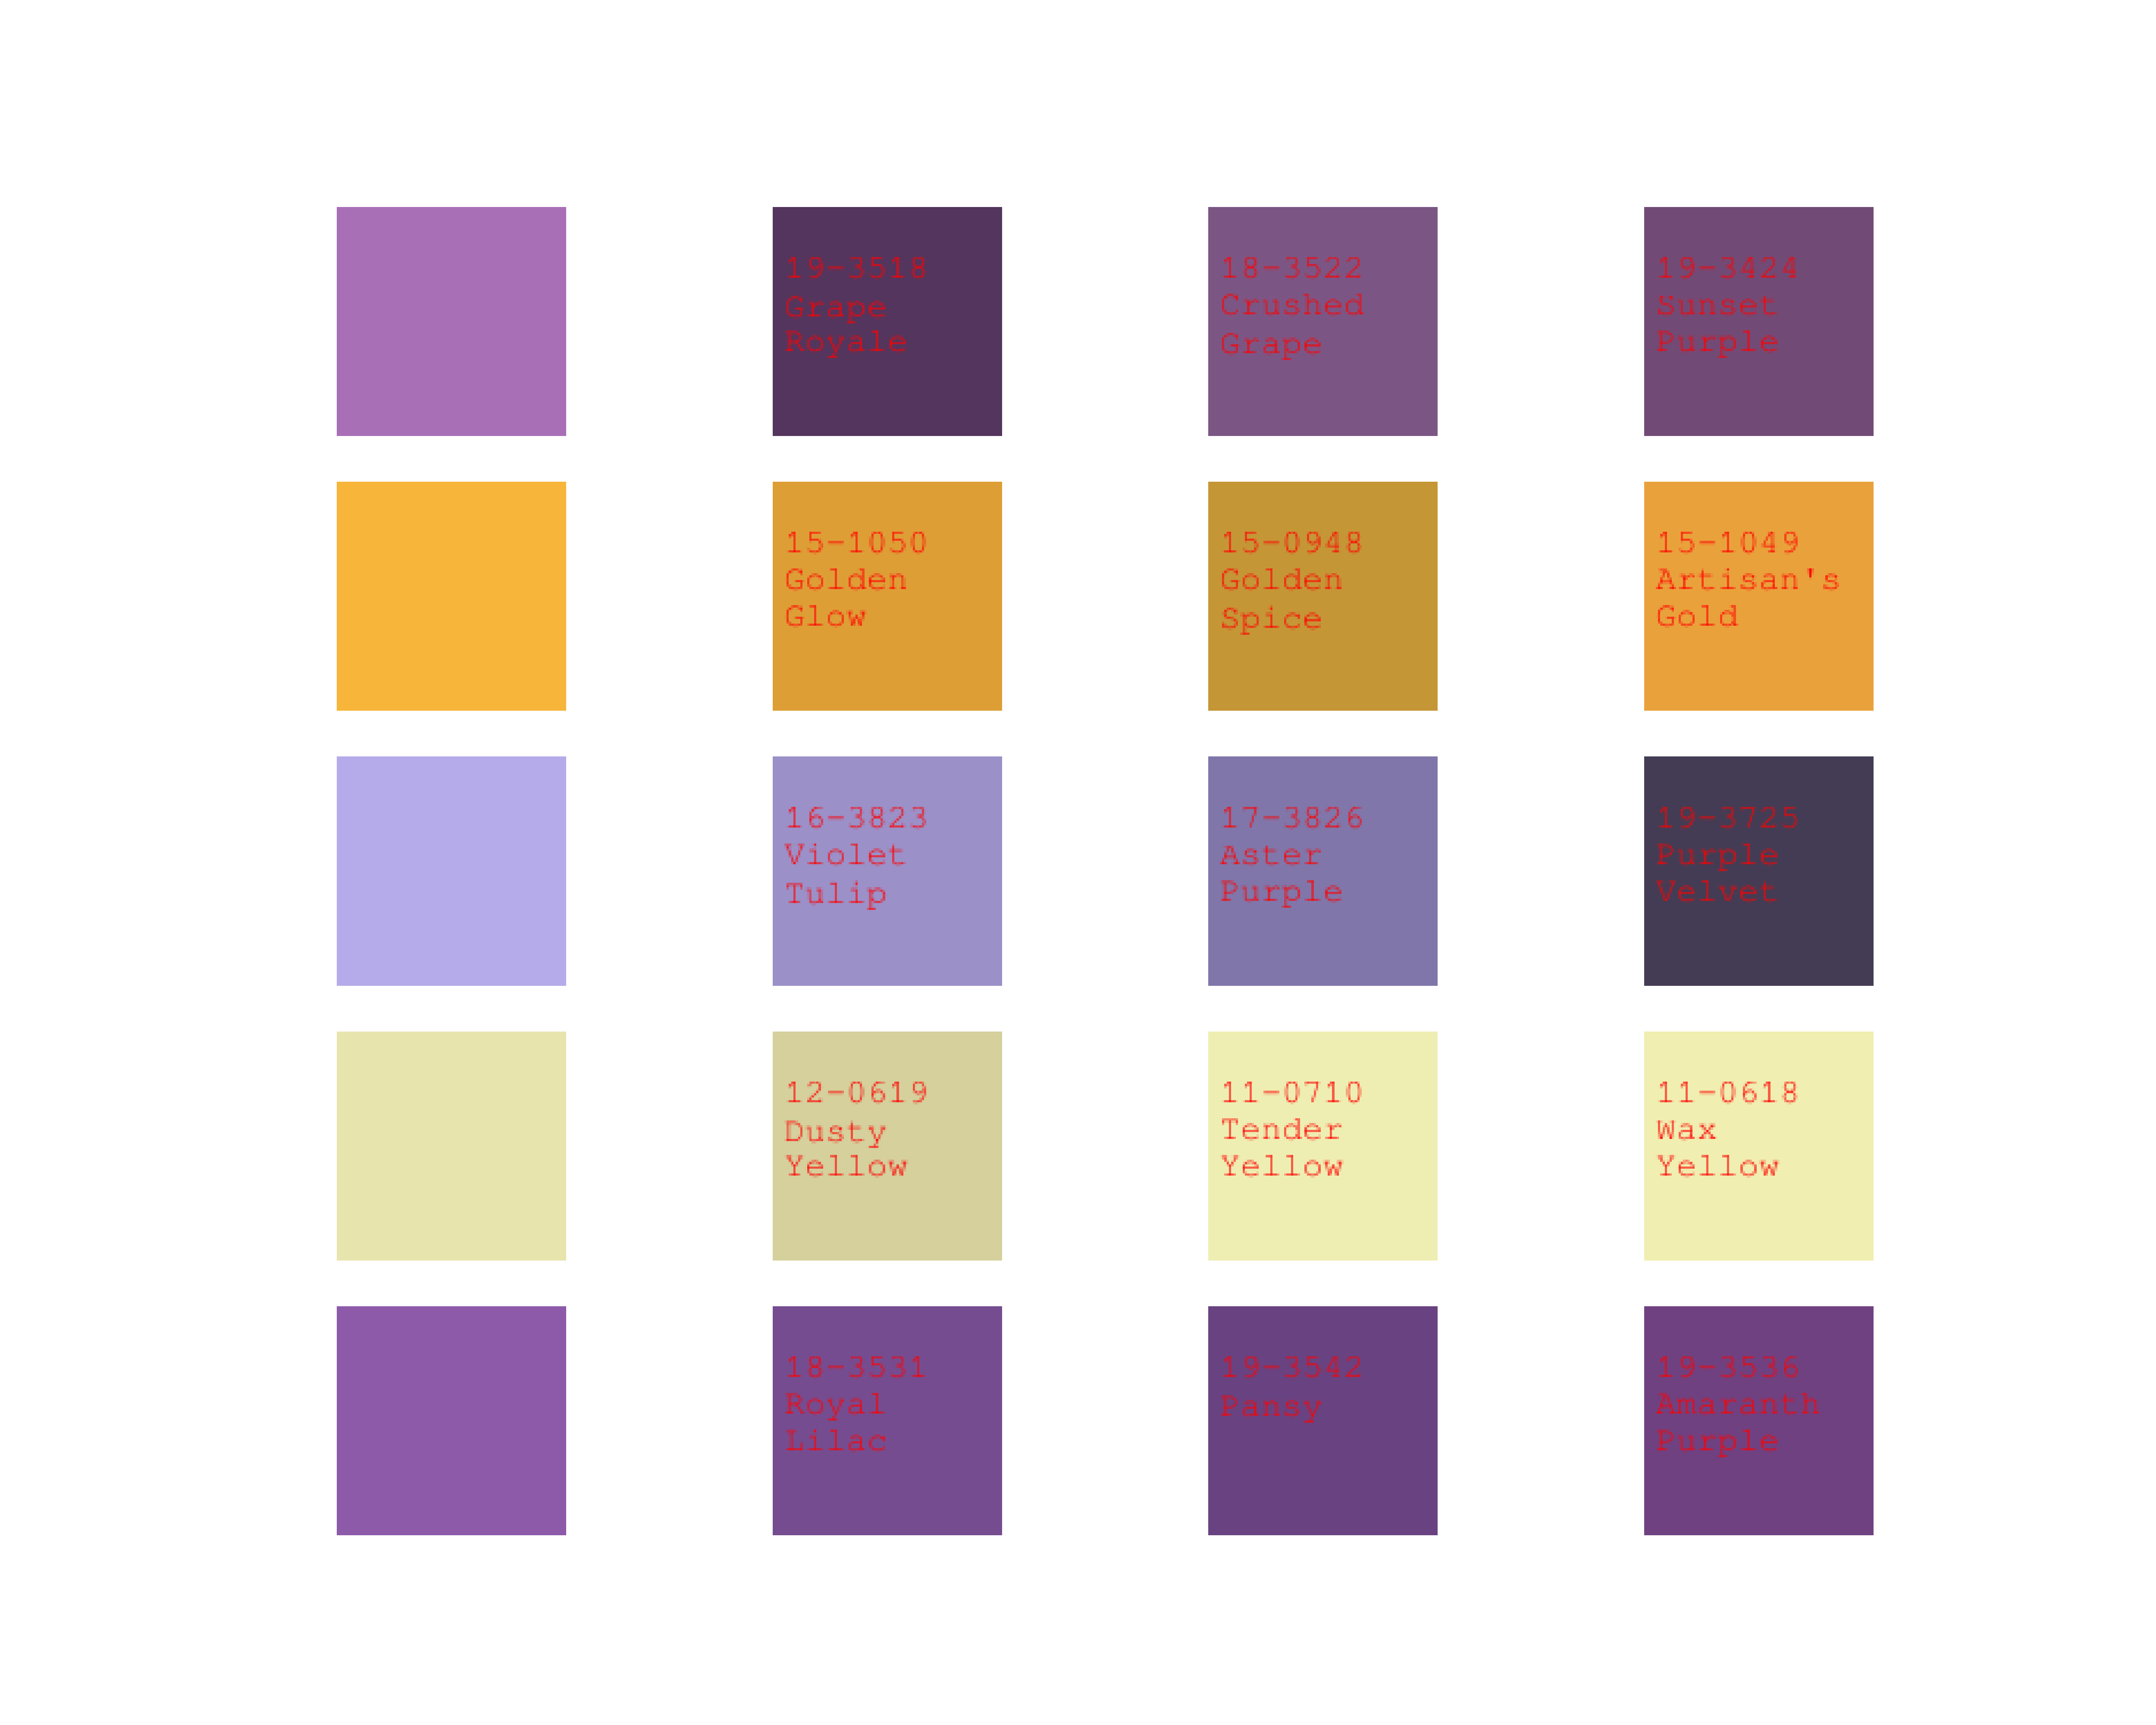 19-3518
Grape
Royale
18-3522
Crushed
Grape
19-3424
Sunset
Purple
15-1050
Golden
Glow
15-0948
Golden
Spice
15-1049
Artisan's
Gold
16-3823
Violet
Tulip
17-3826
Aster
Purple
19-3725
Purple
Velvet
12-0619
Dusty
Yellow
11-0710
Tender
Yellow
11-0618
Wax
Yellow
18-3531
Royal
Lilac
19-3542
Pansy
19-3536
Amaranth
Purple